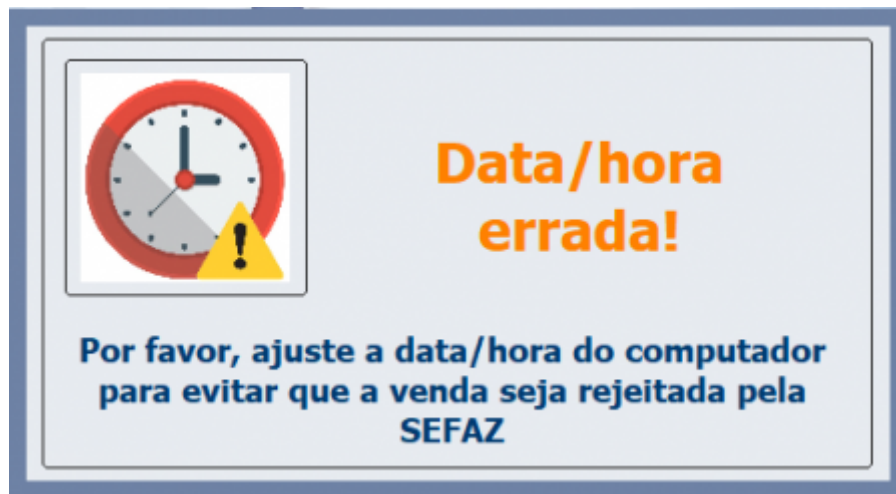 Data/hora
errada!
Por favor, ajuste a data/hora do computador
para evitar que a venda seja rejeitada pela
SEFAZ